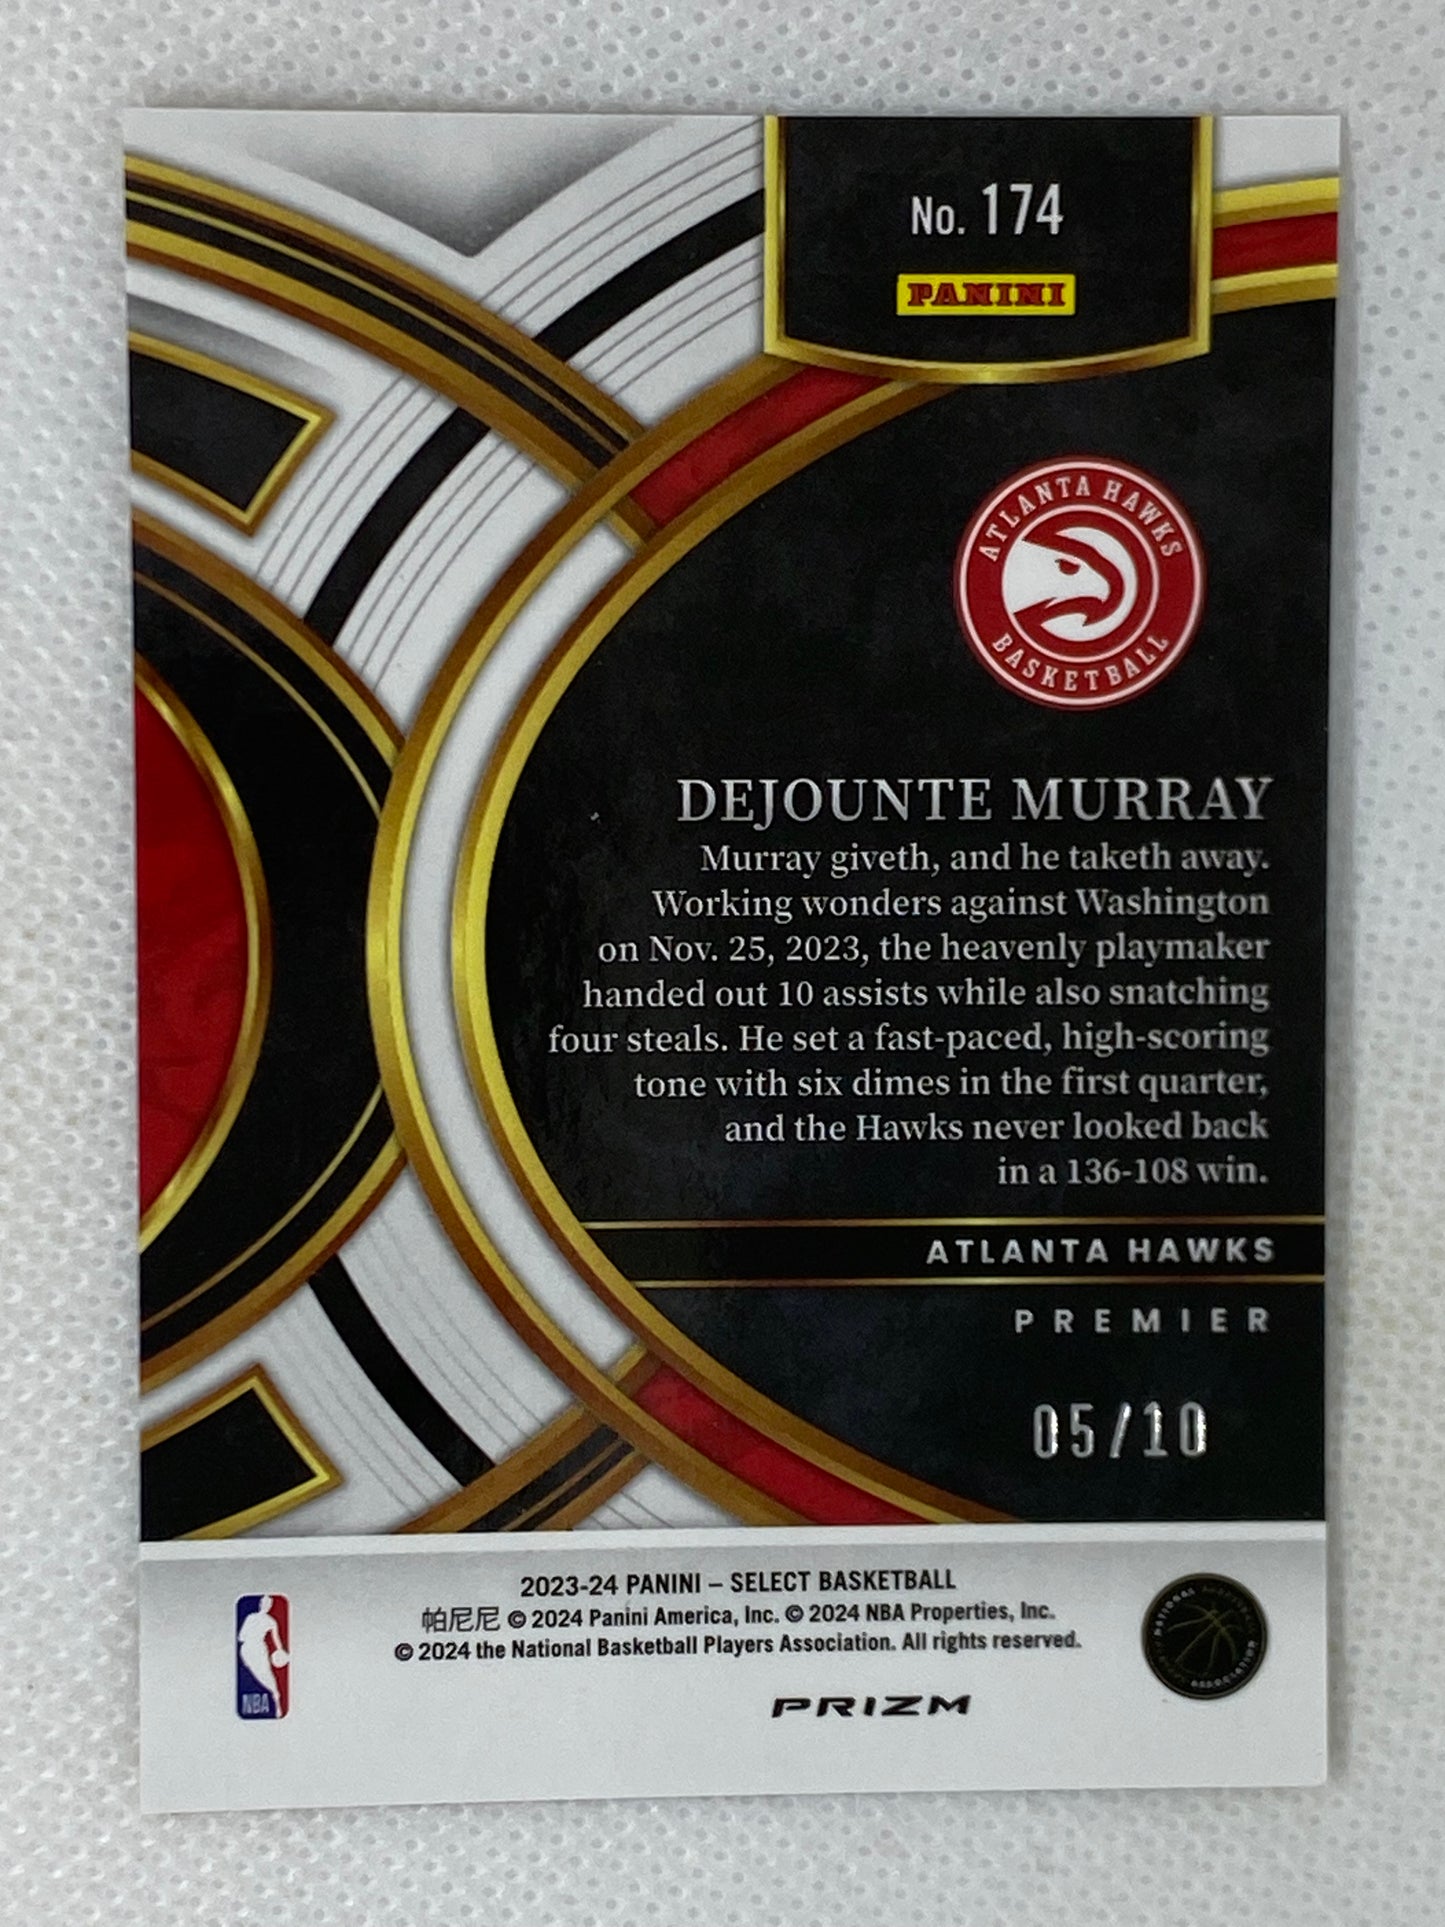 No. 174
PANINI
ATLANTA HAWKS
BASKETBALL
DEJOUNTE MURRAY
Murray giveth, and he taketh away.
Working wonders against Washington
on Nov. 25, 2023, the heavenly playmaker
handed out 10 assists while also snatching
four steals. He set a fast-paced, high-scoring
tone with six dimes in the first quarter,
and the Hawks never looked back
in a 136-108 win.
ATLANTA HAWKS
PREMIER
05/10
2023-24 PANINI – SELECT BASKETBALL
帕尼尼 © 2024 Panini America, Inc. © 2024 NBA Properties, Inc.
© 2024 the National Basketball Players Association. All rights reserved.
NBA
PRIZM